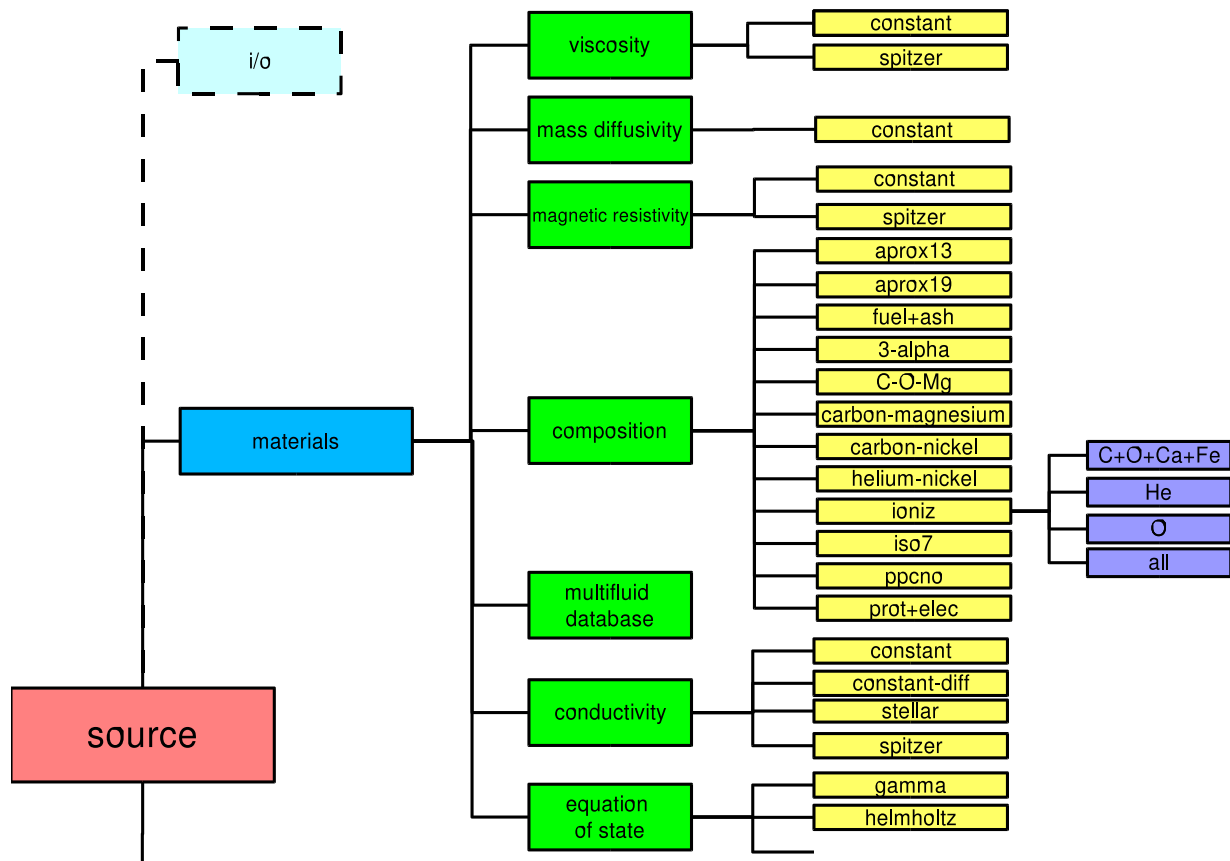 i/o
source
materials
viscosity
constant
spitzer
mass diffusivity
constant
magnetic resistivity
constant
spitzer
composition
aprox13
aprox19
fuel+ash
3-alpha
C-O-Mg
carbon-magnesium
carbon-nickel
helium-nickel
ioniz
C+O+Ca+Fe
He
O
all
iso7
ppcno
prot+elec
multifluid
database
conductivity
constant
constant-diff
stellar
spitzer
equation
of state
gamma
helmholtz